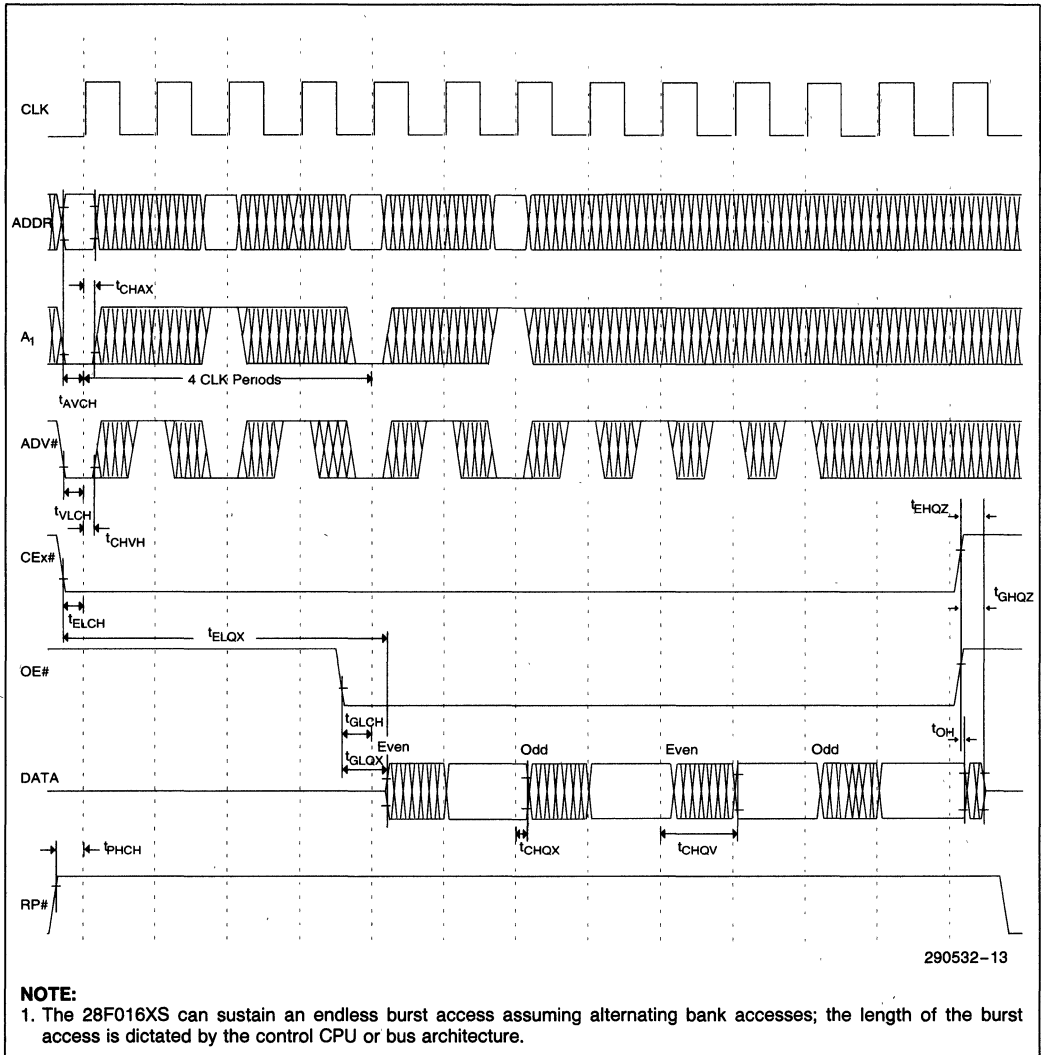 CLK
ADDR
tCHAX
A1
4 CLK Periods
tAVCH
ADV#
tVLCH
tCHVH
tEHQZ
CEx#
tELCH
tGHQZ
tELQX
OE#
tGLCH
tOH
tGLQX
Even
Odd
Even
Odd
DATA
tCHQX
tCHQV
tPHCH
RP#
290532–13
NOTE:
1. The 28F016XS can sustain an endless burst access assuming alternating bank accesses; the length of the burst
access is dictated by the control CPU or bus architecture.